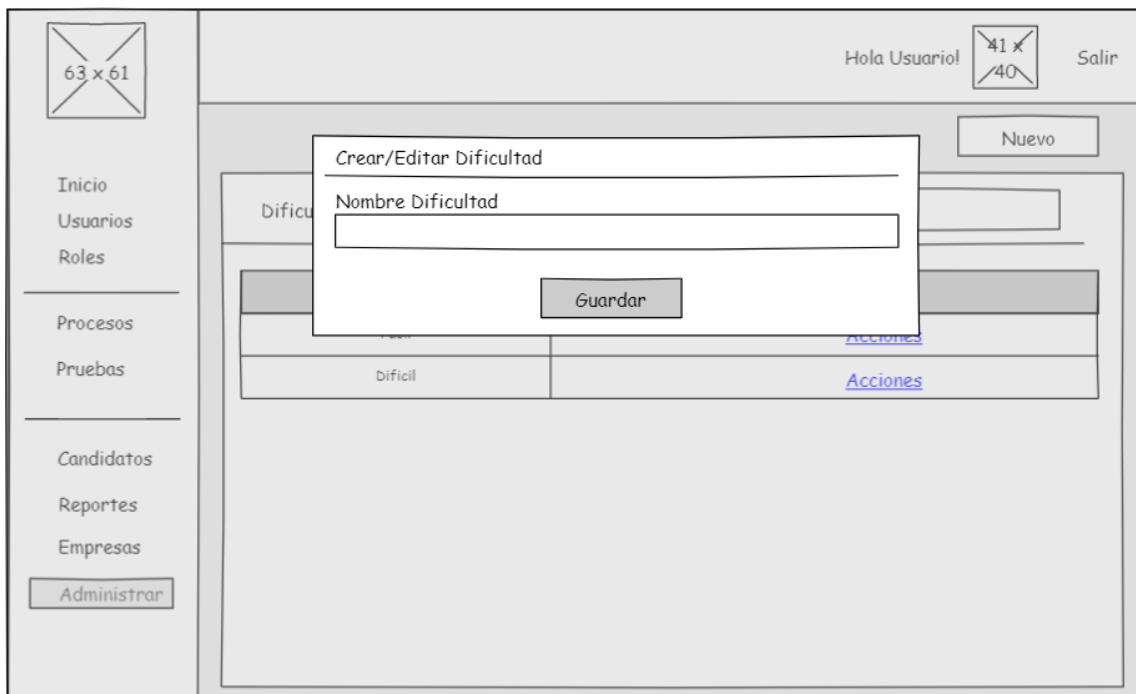 63 x 61
Hola Usuario!
41 x
40
Salir
Nuevo
Crear/Editar Dificultad
Nombre Dificultad
Guardar
Inicio
Usuarios
Roles
Procesos
Pruebas
Candidatos
Reportes
Empresas
Administrar
Dificu
Acciones
Dificil
Acciones